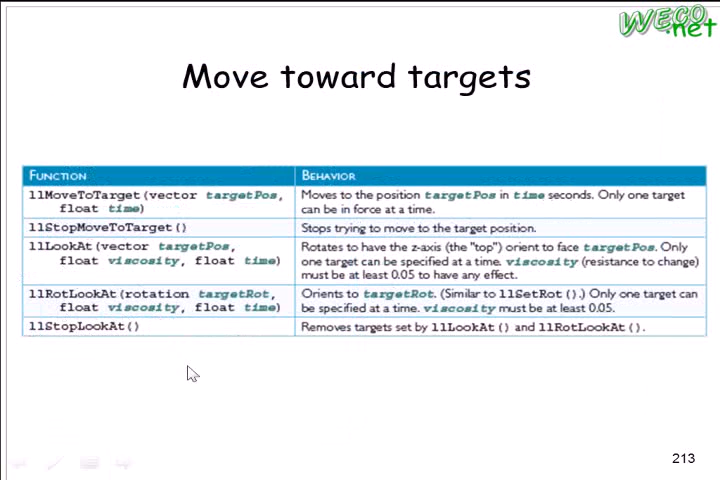 WECO
.net
Move toward targets
FUNCTION BEHAVIOR
llMoveToTarget(vector targetPos, Moves to the position targetPos in time seconds. Only one target
float time) can be in force at a time.
llStopMoveToTarget() Stops trying to move to the target position.
llLookAt(vector targetPos, Rotates to have the z-axis (the "top") orient to face targetPos. Only
float viscosity, float time) one target can be specified at a time. viscosity (resistance to change)
must be at least 0.05 to have any effect.
llRotLookAt(rotation targetRot, Orients to targetRot. (Similar to llSetRot().) Only one target can
float viscosity, float time) be specified at a time. viscosity must be at least 0.05.
llStopLookAt() Removes targets set by llLookAt() and llRotLookAt().
213